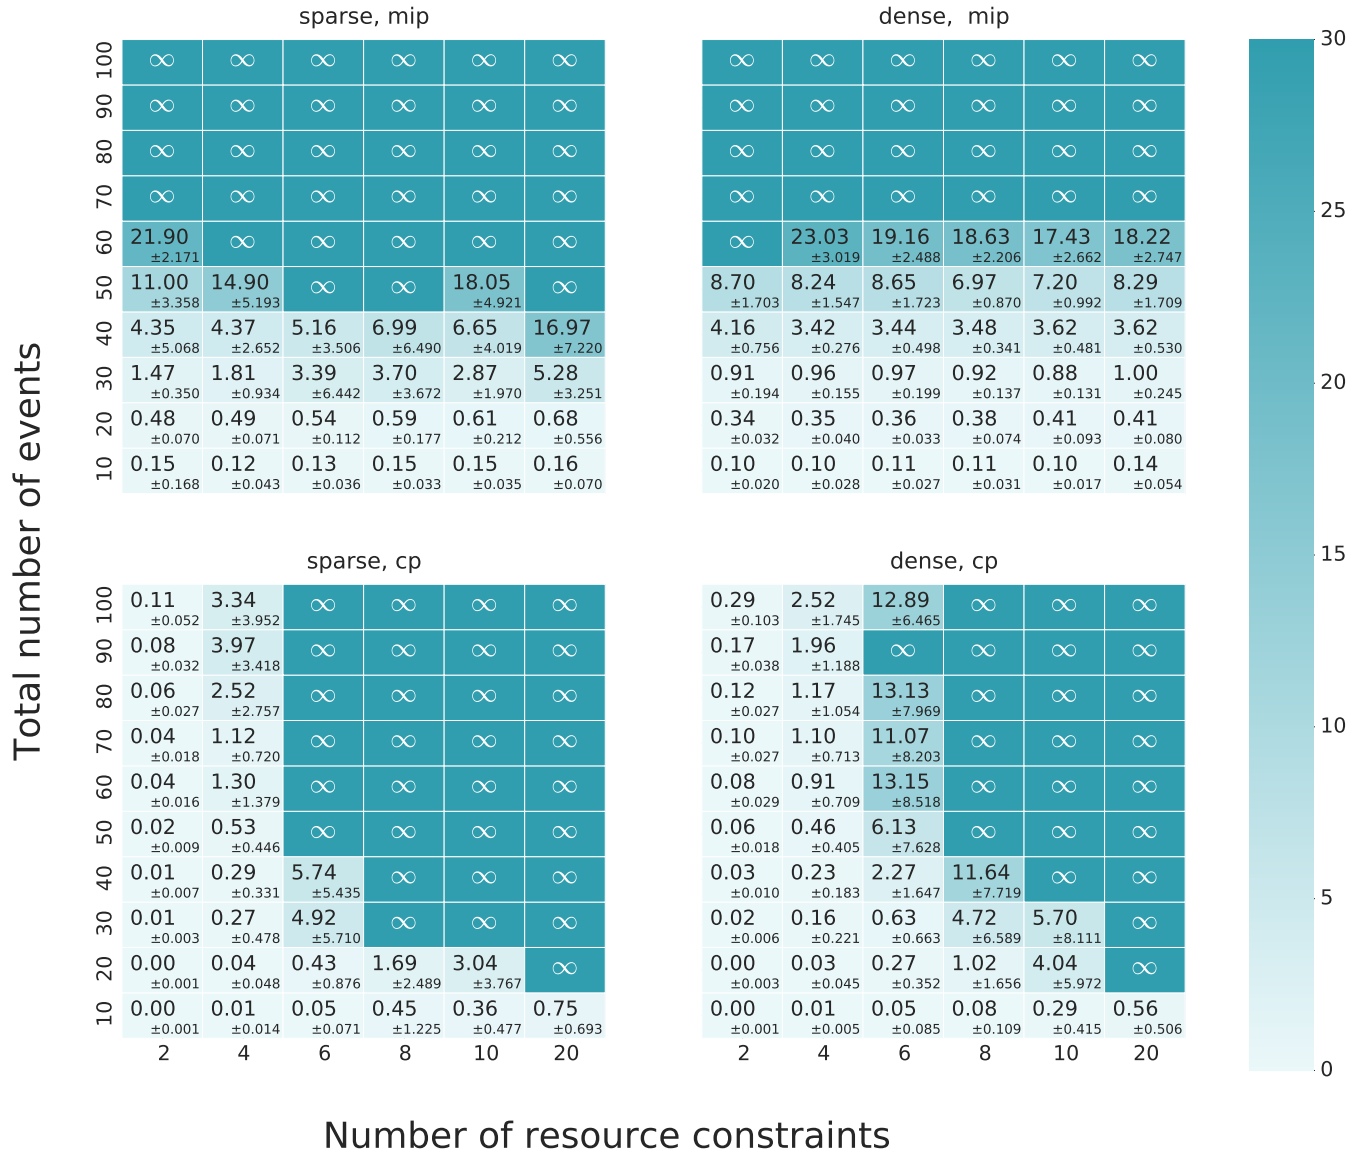 sparse, mip
dense, mip
100 ∞ ∞ ∞ ∞ ∞ ∞ ∞ ∞ ∞ ∞ ∞ ∞ 30
90 ∞ ∞ ∞ ∞ ∞ ∞ ∞ ∞ ∞ ∞ ∞ ∞
80 ∞ ∞ ∞ ∞ ∞ ∞ ∞ ∞ ∞ ∞ ∞ ∞
70 ∞ ∞ ∞ ∞ ∞ ∞ ∞ ∞ ∞ ∞ ∞ ∞ 25
60 21.90 ±2.171 ∞ ∞ ∞ ∞ ∞ ∞ 23.03 ±3.019 19.16 ±2.488 18.63 ±2.206 17.43 ±2.662 18.22 ±2.747
50 11.00 ±3.358 14.90 ±5.193 ∞ ∞ 18.05 ±4.921 ∞ 8.70 ±1.703 8.24 ±1.547 8.65 ±1.723 6.97 ±0.870 7.20 ±0.992 8.29 ±1.709
40 4.35 ±5.068 4.37 ±2.652 5.16 ±3.506 6.99 ±6.490 6.65 ±4.019 16.97 ±7.220 4.16 ±0.756 3.42 ±0.276 3.44 ±0.498 3.48 ±0.341 3.62 ±0.481 3.62 ±0.530
30 1.47 ±0.350 1.81 ±0.934 3.39 ±6.442 3.70 ±3.672 2.87 ±1.970 5.28 ±3.251 0.91 ±0.194 0.96 ±0.155 0.97 ±0.199 0.92 ±0.137 0.88 ±0.131 1.00 ±0.245 20
20 0.48 ±0.070 0.49 ±0.071 0.54 ±0.112 0.59 ±0.177 0.61 ±0.212 0.68 ±0.556 0.34 ±0.032 0.35 ±0.040 0.36 ±0.033 0.38 ±0.074 0.41 ±0.093 0.41 ±0.080
10 0.15 ±0.168 0.12 ±0.043 0.13 ±0.036 0.15 ±0.033 0.15 ±0.035 0.16 ±0.070 0.10 ±0.020 0.10 ±0.028 0.11 ±0.027 0.11 ±0.031 0.10 ±0.017 0.14 ±0.054
Total number of events
sparse, cp
dense, cp
15
100 0.11 ±0.052 3.34 ±3.952 ∞ ∞ ∞ ∞ 0.29 ±0.103 2.52 ±1.745 12.89 ±6.465 ∞ ∞ ∞
90 0.08 ±0.032 3.97 ±3.418 ∞ ∞ ∞ ∞ 0.17 ±0.038 1.96 ±1.188 ∞ ∞ ∞ ∞
80 0.06 ±0.027 2.52 ±2.757 ∞ ∞ ∞ ∞ 0.12 ±0.027 1.17 ±1.054 13.13 ±7.969 ∞ ∞ ∞
70 0.04 ±0.018 1.12 ±0.720 ∞ ∞ ∞ ∞ 0.10 ±0.027 1.10 ±0.713 11.07 ±8.203 ∞ ∞ ∞ 10
60 0.04 ±0.016 1.30 ±1.379 ∞ ∞ ∞ ∞ 0.08 ±0.029 0.91 ±0.709 13.15 ±8.518 ∞ ∞ ∞
50 0.02 ±0.009 0.53 ±0.446 ∞ ∞ ∞ ∞ 0.06 ±0.018 0.46 ±0.405 6.13 ±7.628 ∞ ∞ ∞
40 0.01 ±0.007 0.29 ±0.331 5.74 ±5.435 ∞ ∞ ∞ 0.03 ±0.010 0.23 ±0.183 2.27 ±1.647 11.64 ±7.719 ∞ ∞ 5
30 0.01 ±0.003 0.27 ±0.478 4.92 ±5.710 ∞ ∞ ∞ 0.02 ±0.006 0.16 ±0.221 0.63 ±0.663 4.72 ±6.589 5.70 ±8.111 ∞
20 0.00 ±0.001 0.04 ±0.048 0.43 ±0.876 1.69 ±2.489 3.04 ±3.767 ∞ 0.00 ±0.003 0.03 ±0.045 0.27 ±0.352 1.02 ±1.656 4.04 ±5.972 ∞
10 0.00 ±0.001 0.01 ±0.014 0.05 ±0.071 0.45 ±1.225 0.36 ±0.477 0.75 ±0.693 0.00 ±0.001 0.01 ±0.005 0.05 ±0.085 0.08 ±0.109 0.29 ±0.415 0.56 ±0.506
2 4 6 8 10 20 2 4 6 8 10 20 0
Number of resource constraints